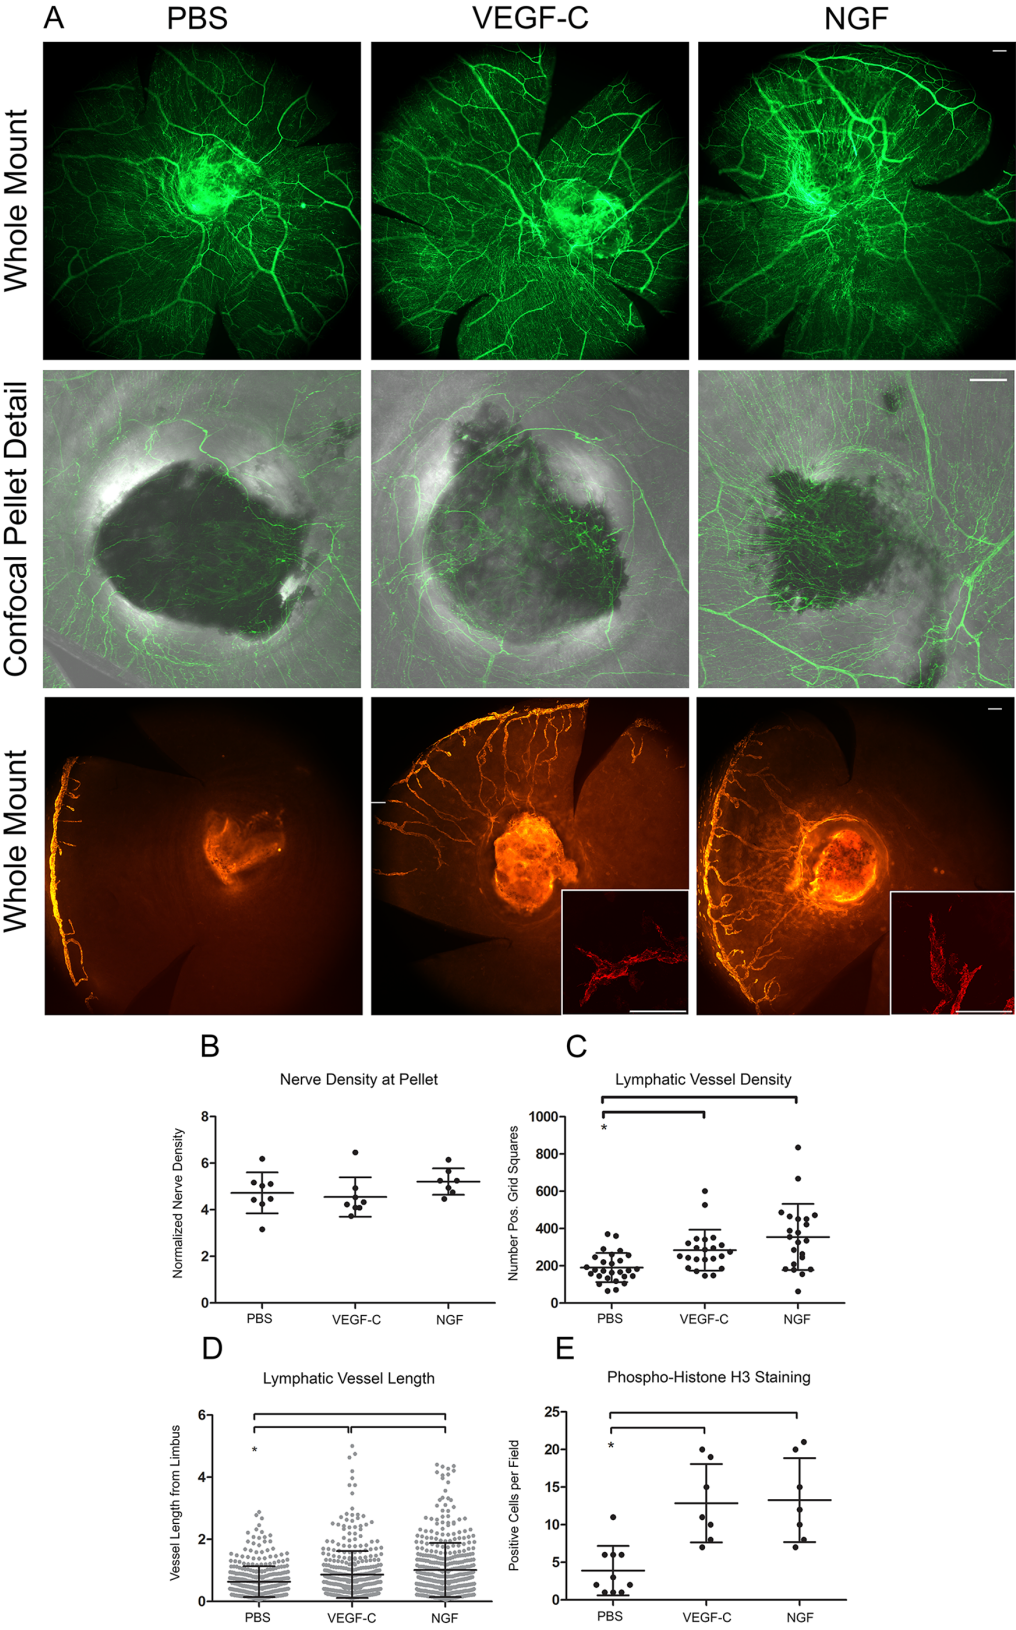 A
PBS
VEGF-C
NGF
Whole Mount
Confocal Pellet Detail
Whole Mount
B
Nerve Density at Pellet
Normalized Nerve Density
8
6
4
2
0
PBS
VEGF-C
NGF
C
Lymphatic Vessel Density
Number Pos. Grid Squares
1000
800
600
400
200
0
*
PBS
VEGF-C
NGF
D
Lymphatic Vessel Length
Vessel Length from Limbus
6
4
2
0
*
PBS
VEGF-C
NGF
E
Phospho-Histone H3 Staining
Positive Cells per Field
25
20
15
10
5
0
*
PBS
VEGF-C
NGF